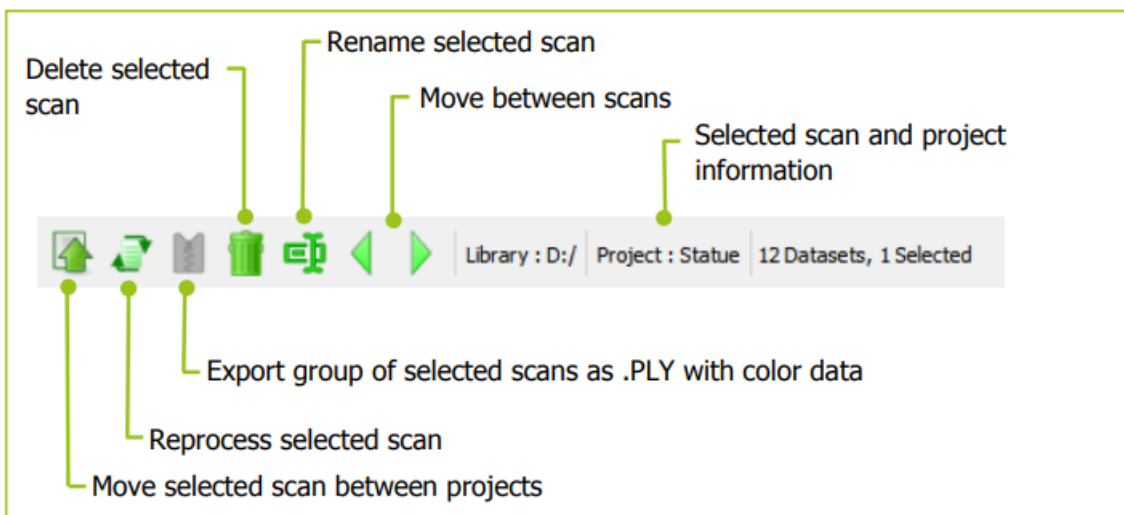 Rename selected scan
Delete selected
scan
Move between scans
Selected scan and project
information
Library : D:/ Project : Statue 12 Datasets, 1 Selected
Export group of selected scans as .PLY with color data
Reprocess selected scan
Move selected scan between projects